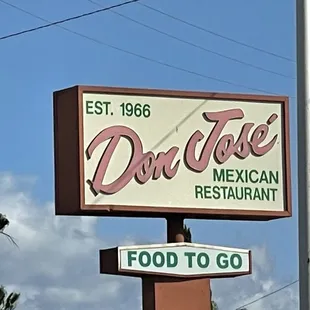 EST. 1966
Don José
MEXICAN
RESTAURANT
FOOD TO GO